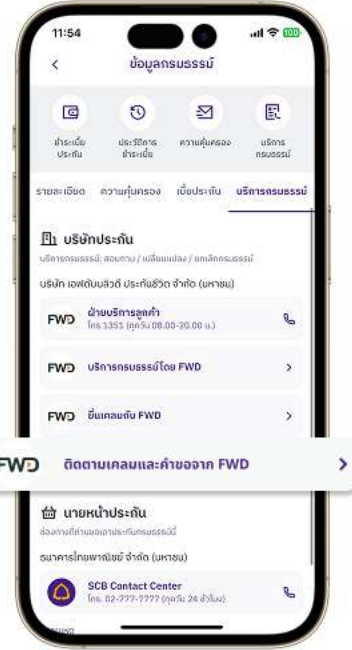 11:54
100
ข้อมูลกรมธรรม์
ชำระเบี้ย ประกัน
ประวัติการ ชำระเบี้ย
ความคุ้มครอง
บริการ กรมธรรม์
รายละเอียด ความคุ้มครอง เบี้ยประกัน บริการกรมธรรม์
บริษัทประกัน
บริการกรมธรรม์: สอบถาม / เปลี่ยนแปลง / ยกเลิกกรมธรรม์
บริษัท เอฟดับบลิวดี ประกันชีวิต จำกัด (มหาชน)
FWD ฝ่ายบริการลูกค้า
โทร 1351 (ทุกวัน 08.00-20.00 น.)
FWD บริการกรมธรรม์โดย FWD
FWD ยื่นเคลมกับ FWD
FWD ติดตามเคลมและคำขอจาก FWD
นายหน้าประกัน
ช่องทางที่ท่านขอเอาประกันกรมธรรม์นี้
ธนาคารไทยพาณิชย์ จำกัด (มหาชน)
SCB Contact Center
โทร. 02-777-7777 (ทุกวัน 24 ชั่วโมง)